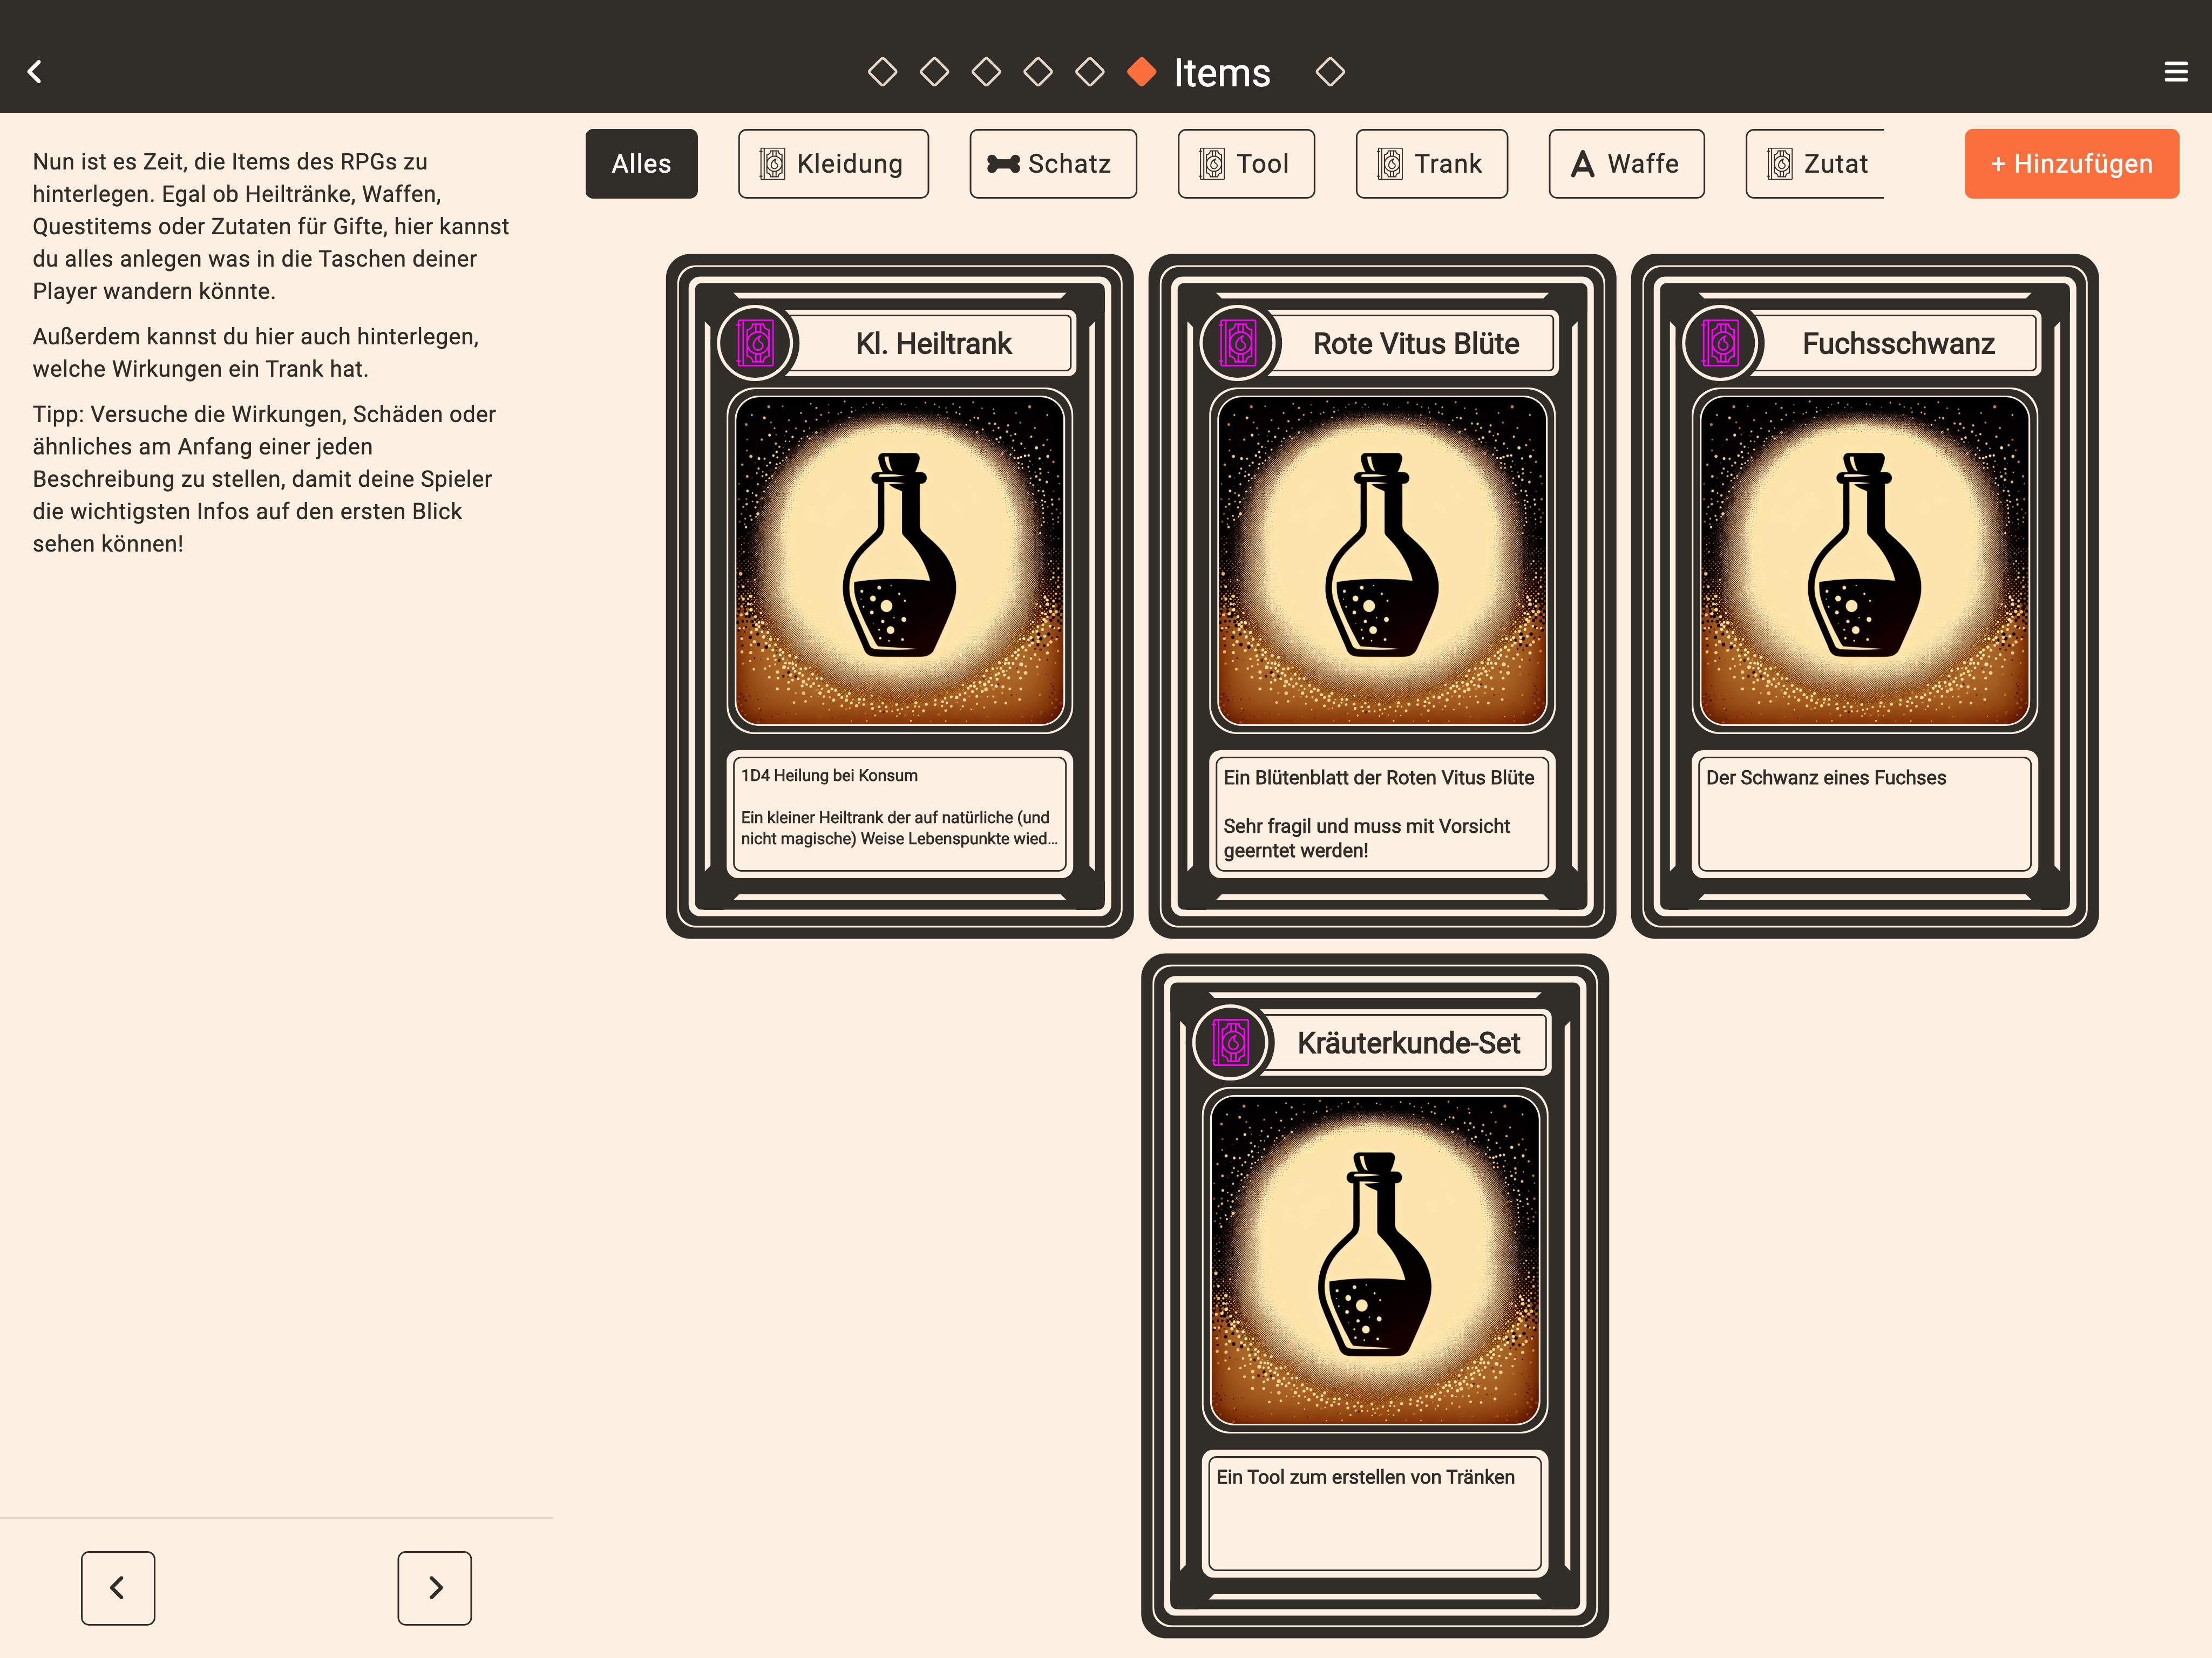 Items
Nun ist es Zeit, die Items des RPGs zu
hinterlegen. Egal ob Heiltränke, Waffen,
Questitems oder Zutaten für Gifte, hier kannst
du alles anlegen was in die Taschen deiner
Player wandern könnte.
Außerdem kannst du hier auch hinterlegen,
welche Wirkungen ein Trank hat.
Tipp: Versuche die Wirkungen, Schäden oder
ähnliches am Anfang einer jeden
Beschreibung zu stellen, damit deine Spieler
die wichtigsten Infos auf den ersten Blick
sehen können!
Alles
Kleidung
Schatz
Tool
Trank
Waffe
Zutat
+ Hinzufügen
Kl. Heiltrank
1D4 Heilung bei Konsum
Ein kleiner Heiltrank der auf natürliche (und
nicht magische) Weise Lebenspunkte wied...
Rote Vitus Blüte
Ein Blütenblatt der Roten Vitus Blüte
Sehr fragil und muss mit Vorsicht
geerntet werden!
Fuchsschwanz
Der Schwanz eines Fuchses
Kräuterkunde-Set
Ein Tool zum erstellen von Tränken